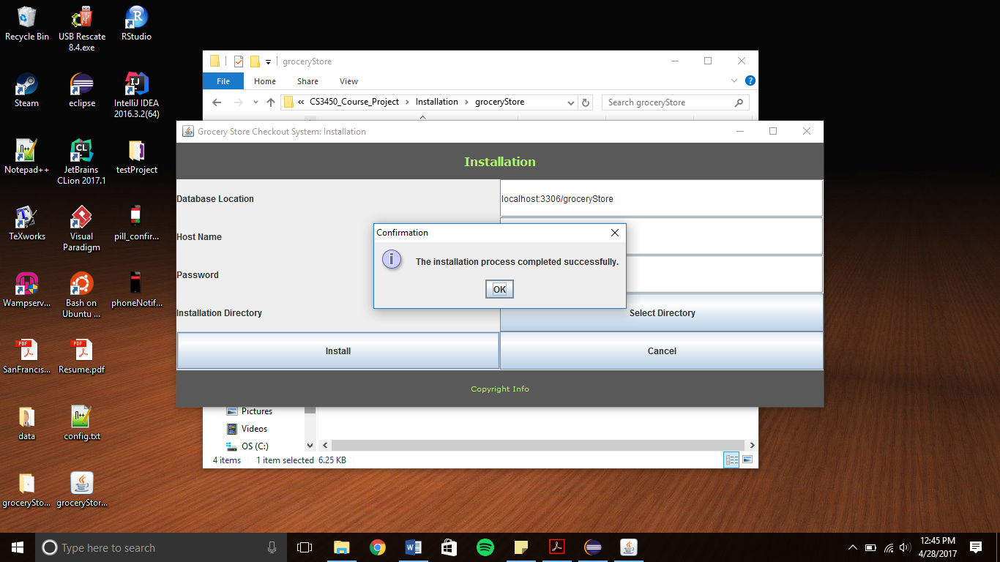 Recycle Bin
USB Rescate 8.4.exe
RStudio
Steam
eclipse
IntelliJ IDEA 2016.3.2(64)
Notepad++
JetBrains CLion 2017.1
testProject
TeXworks
Visual Paradigm
pill_confir...
Wampserv...
Bash on Ubuntu ...
phoneNotif...
SanFrancis...
Resume.pdf
data
config.txt
grocerySto...
groceryStor...
groceryStore
File Home Share View
« CS3450_Course_Project > Installation > groceryStore
Search groceryStore
Grocery Store Checkout System: Installation
Installation
Database Location
localhost:3306/groceryStore
Host Name
Password
Installation Directory
Select Directory
Install
Cancel
Copyright Info
Confirmation
The installation process completed successfully.
OK
Pictures
Videos
OS (C:)
4 items 1 item selected 6.25 KB
Type here to search
12:45 PM
4/28/2017